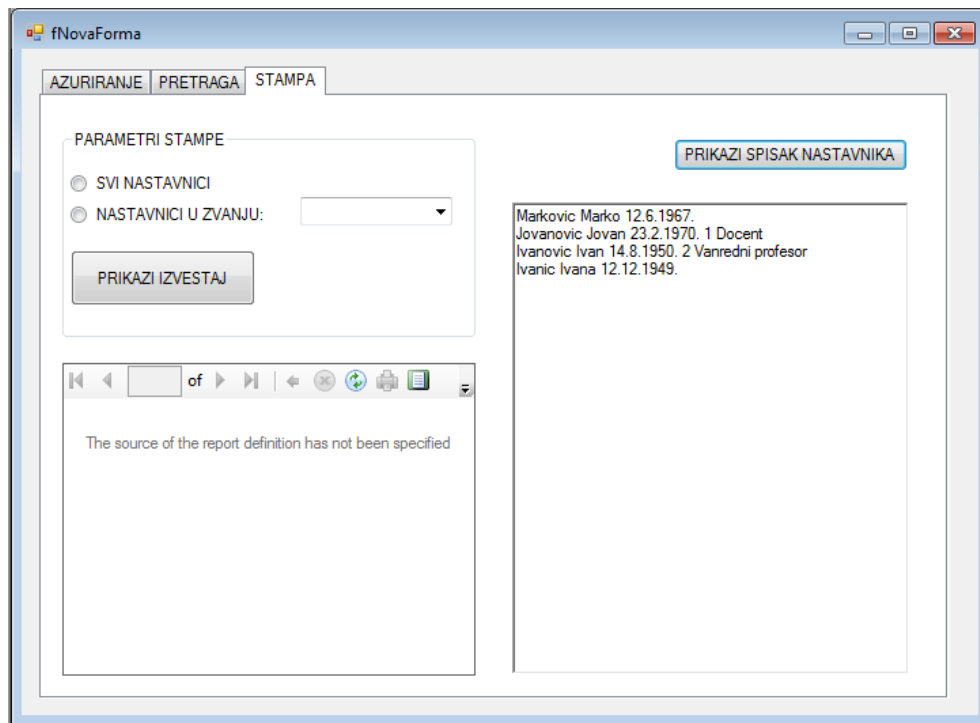 fNovaForma
AZURIRANJE PRETRAGA STAMPA
PARAMETRI STAMPE
SVI NASTAVNICI
NASTAVNICI U ZVANJU:
PRIKAZI IZVESTAJ
of
The source of the report definition has not been specified
PRIKAZI SPISAK NASTAVNIKA
Markovic Marko 12.6.1967.
Jovanovic Jovan 23.2.1970. 1 Docent
Ivanovic Ivan 14.8.1950. 2 Vanredni profesor
Ivanic Ivana 12.12.1949.